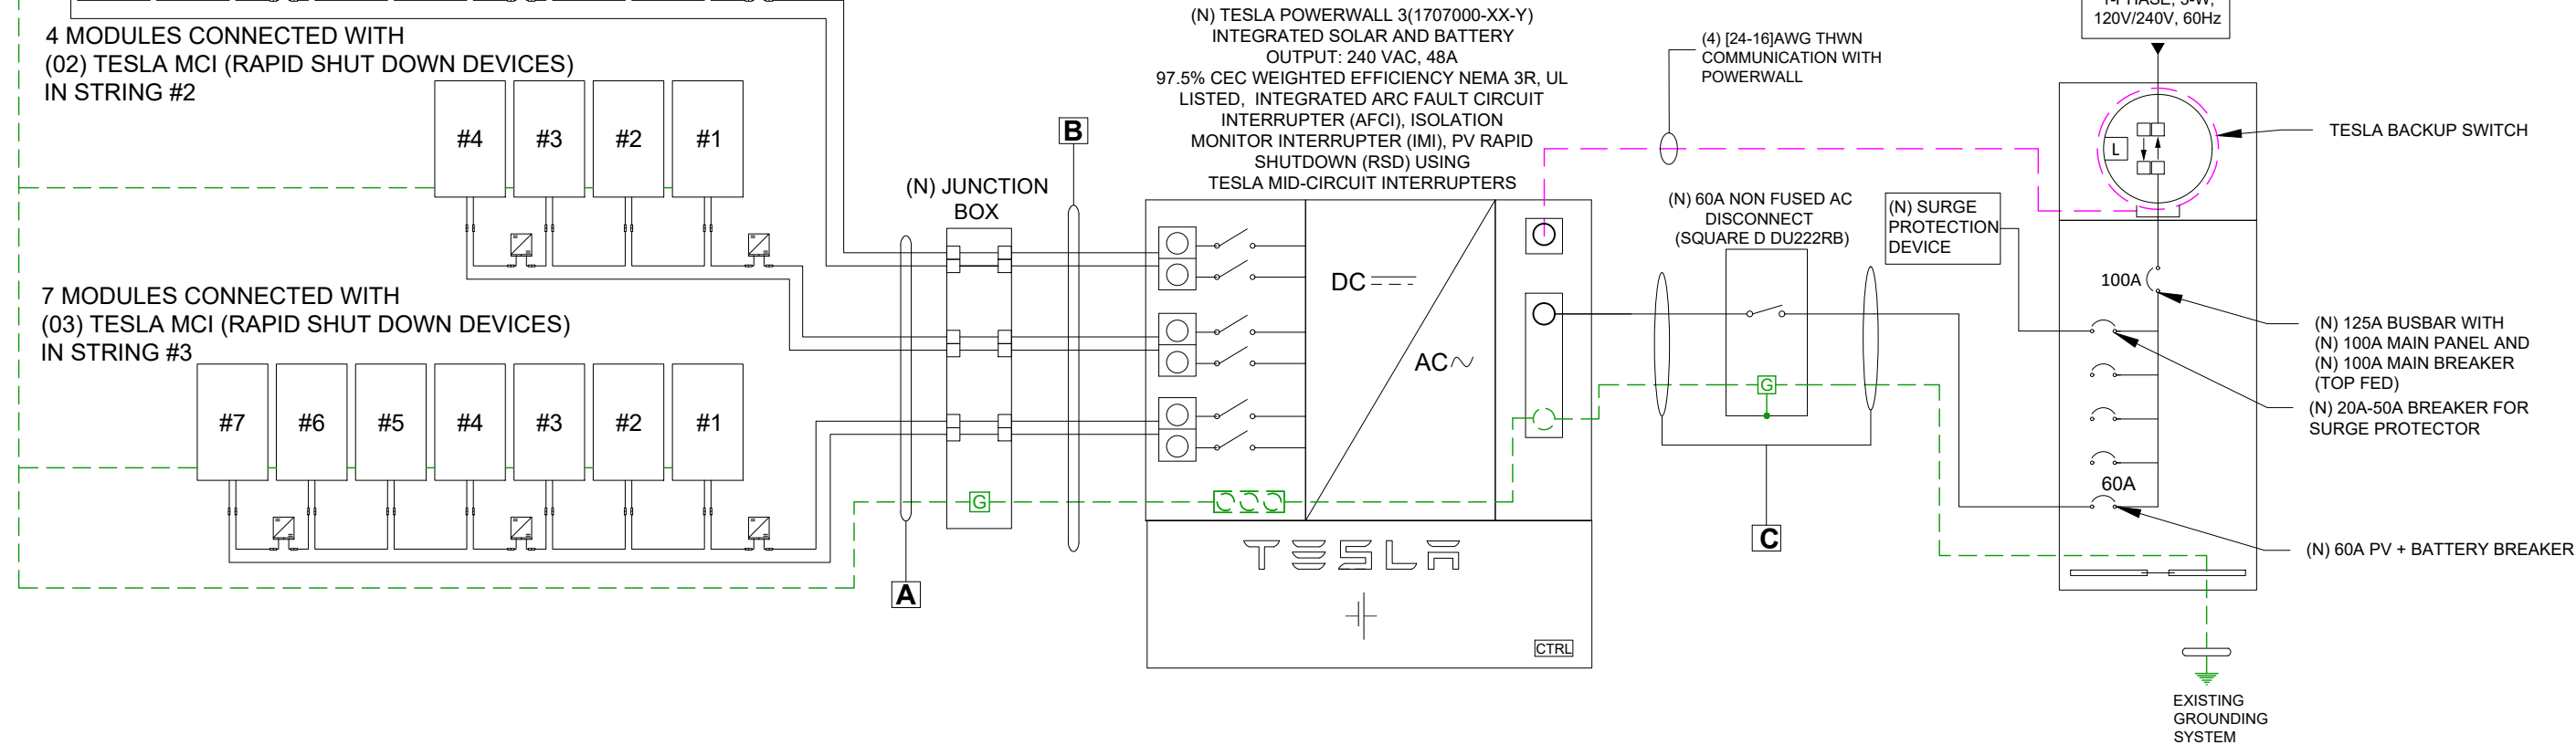 4 MODULES CONNECTED WITH
(02) TESLA MCI (RAPID SHUT DOWN DEVICES)
IN STRING #2
#4
#3
#2
#1
7 MODULES CONNECTED WITH
(03) TESLA MCI (RAPID SHUT DOWN DEVICES)
IN STRING #3
#7
#6
#5
#4
#3
#2
#1
(N) JUNCTION
BOX
G
A
B
(N) TESLA POWERWALL 3(1707000-XX-Y)
INTEGRATED SOLAR AND BATTERY
OUTPUT: 240 VAC, 48A
97.5% CEC WEIGHTED EFFICIENCY NEMA 3R, UL
LISTED, INTEGRATED ARC FAULT CIRCUIT
INTERRUPTER (AFCI), ISOLATION
MONITOR INTERRUPTER (IMI), PV RAPID
SHUTDOWN (RSD) USING
TESLA MID-CIRCUIT INTERRUPTERS
DC
AC
TESLA
CTRL
(4) [24-16]AWG THWN
COMMUNICATION WITH
POWERWALL
(N) 60A NON FUSED AC
DISCONNECT
(SQUARE D DU222RB)
G
C
(N) SURGE
PROTECTION
DEVICE
1-PHASE, 3-W,
120V/240V, 60Hz
L
TESLA BACKUP SWITCH
100A
(N) 125A BUSBAR WITH
(N) 100A MAIN PANEL AND
(N) 100A MAIN BREAKER
(TOP FED)
(N) 20A-50A BREAKER FOR
SURGE PROTECTOR
60A
(N) 60A PV + BATTERY BREAKER
EXISTING
GROUNDING
SYSTEM